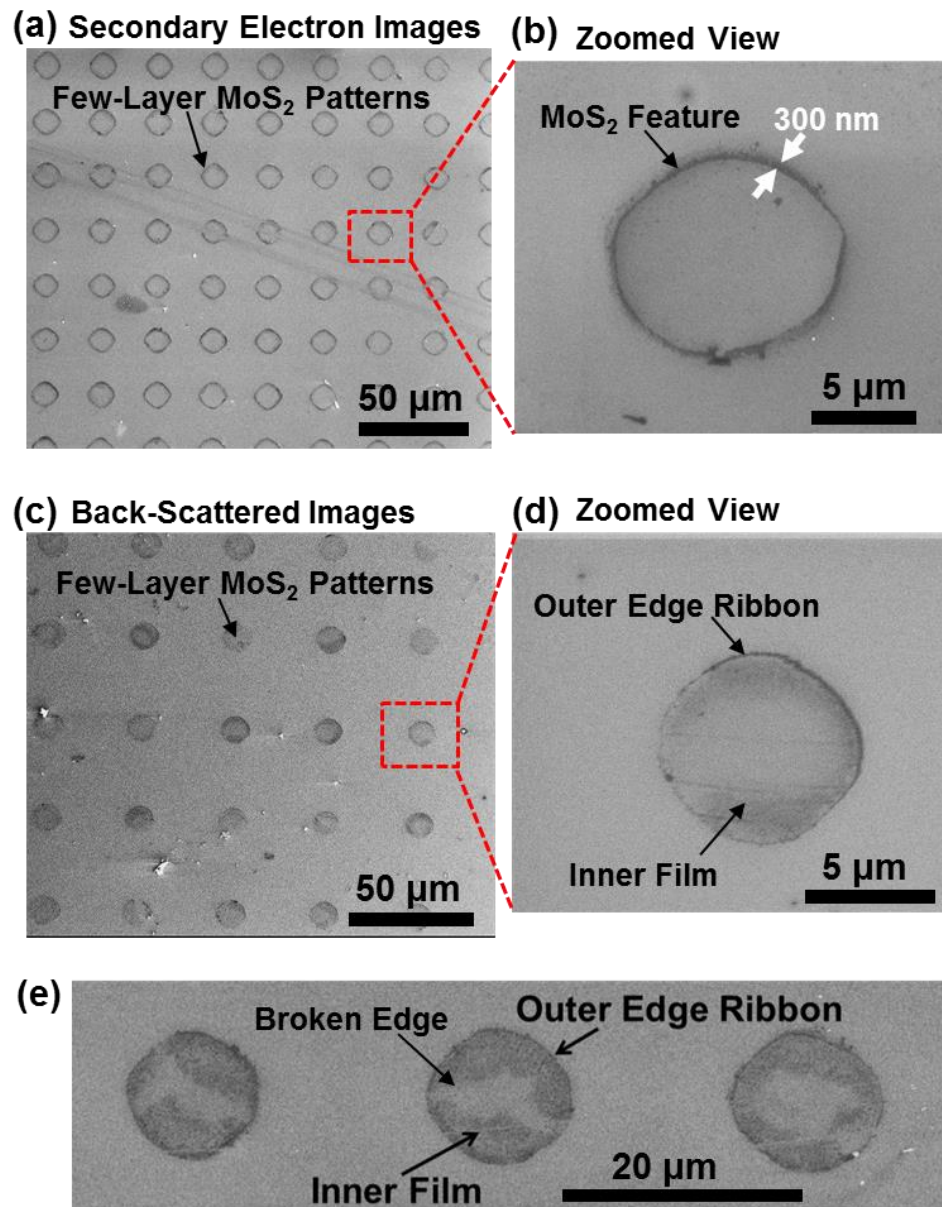 (a) Secondary Electron Images
Few-Layer MoS₂ Patterns
50 µm
(b) Zoomed View
MoS₂ Feature
300 nm
5 µm
(c) Back-Scattered Images
Few-Layer MoS₂ Patterns
50 µm
(d) Zoomed View
Outer Edge Ribbon
Inner Film
5 µm
(e)
Broken Edge
Outer Edge Ribbon
Inner Film
20 µm